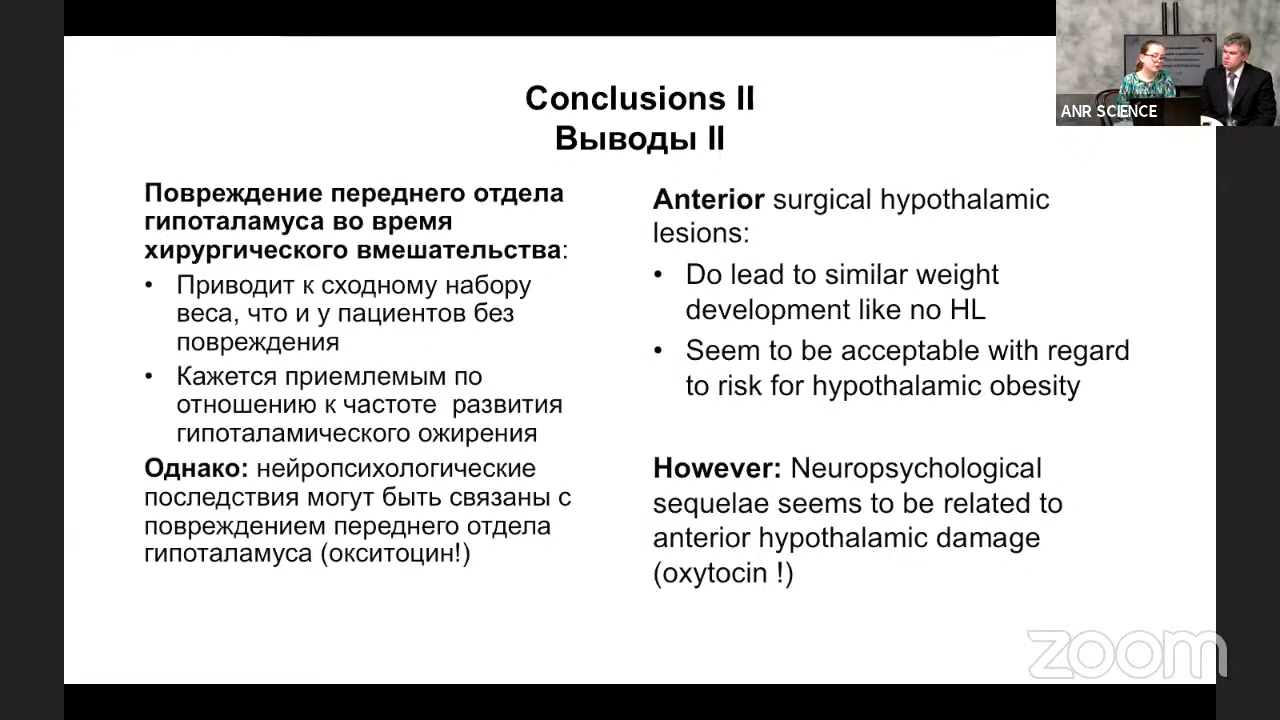 Conclusions II
Выводы II
Повреждение переднего отдела
гипоталамуса во время
хирургического вмешательства:
• Приводит к сходному набору
веса, что и у пациентов без
повреждения
• Кажется приемлемым по
отношению к частоте развития
гипоталамического ожирения
Однако: нейропсихологические
последствия могут быть связаны с
повреждением переднего отдела
гипоталамуса (окситоцин!)
Anterior surgical hypothalamic
lesions:
• Do lead to similar weight
development like no HL
• Seem to be acceptable with regard
to risk for hypothalamic obesity
However: Neuropsychological
sequelae seems to be related to
anterior hypothalamic damage
(oxytocin !)
ANR SCIENCE
zoom